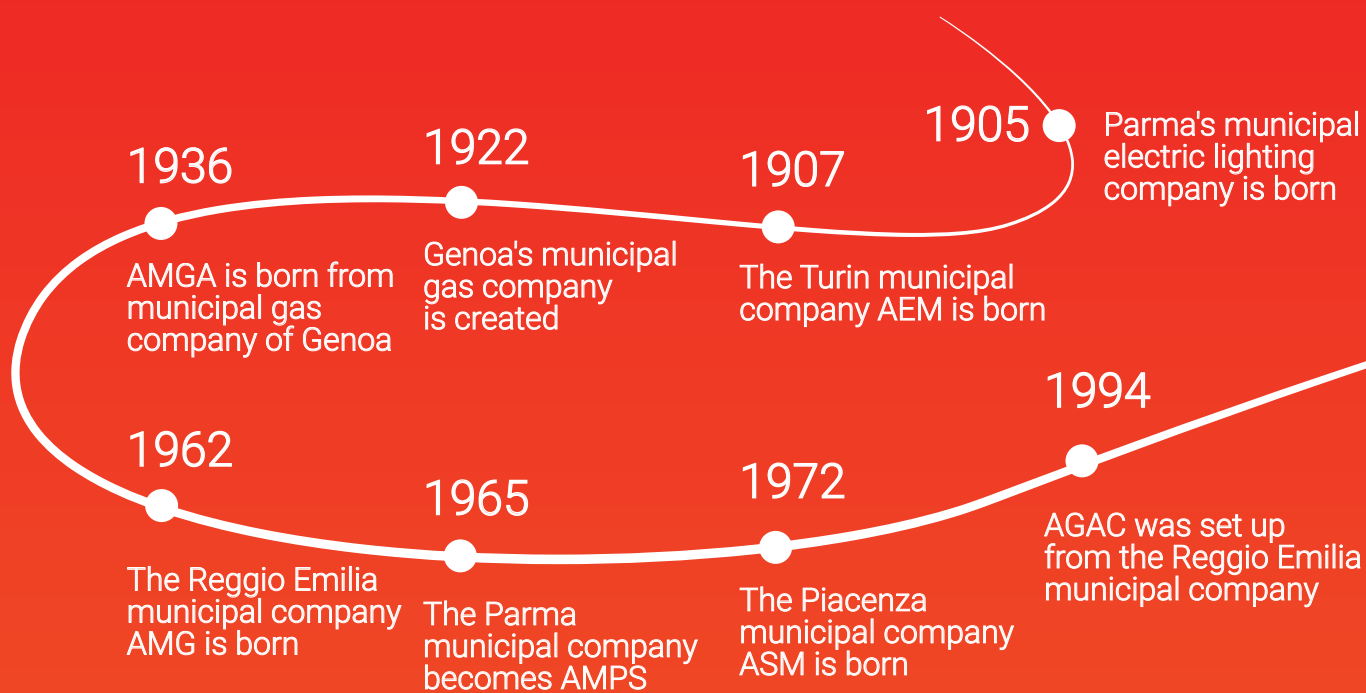 1905
Parma's municipal
electric lighting
company is born
1907
The Turin municipal
company AEM is born
1922
Genoa's municipal
gas company
is created
1936
AMGA is born from
municipal gas
company of Genoa
1962
The Reggio Emilia
municipal company
AMG is born
1965
The Parma
municipal company
becomes AMPS
1972
The Piacenza
municipal company
ASM is born
1994
AGAC was set up
from the Reggio Emilia
municipal company